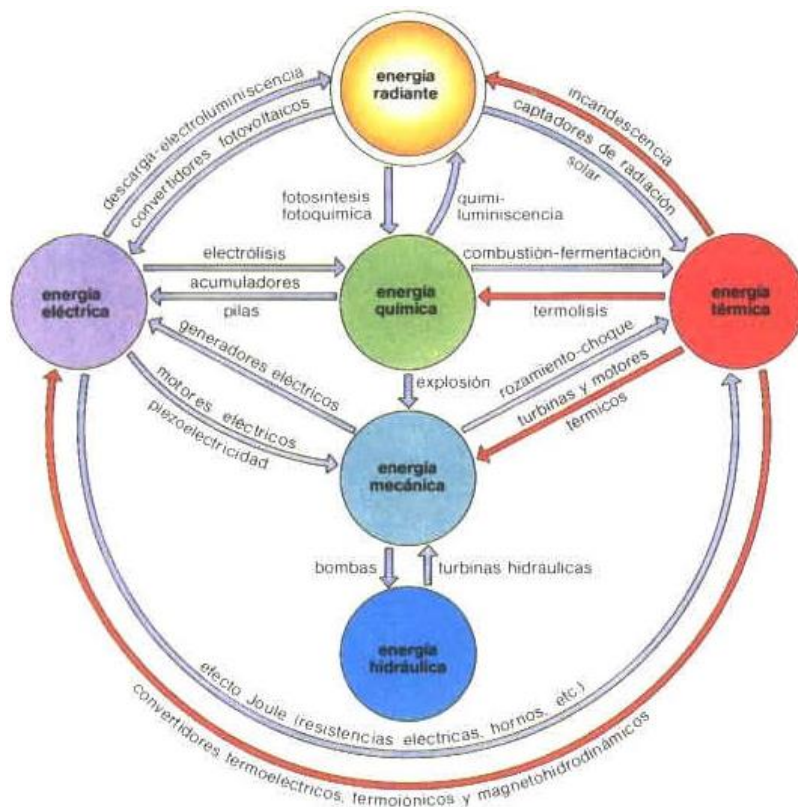 energía
radiante
descarga-electroluminiscencia
convertidores fotovoltaicos
incandescencia
captadores de radiación
solar
fotosíntesis
fotoquímica
quimi-
luminiscencia
energía
eléctrica
electrólisis
acumuladores
pilas
energía
química
combustión-fermentación
termolisis
energía
térmica
generadores eléctricos
motores eléctricos
piezoelectricidad
explosión
rozamiento-choque
turbinas y motores
térmicos
energía
mecánica
bombas
turbinas hidráulicas
energía
hidráulica
efecto Joule (resistencias eléctricas, hornos, etc.)
convertidores termoeléctricos, termojónicos y magnetohidrodinámicos